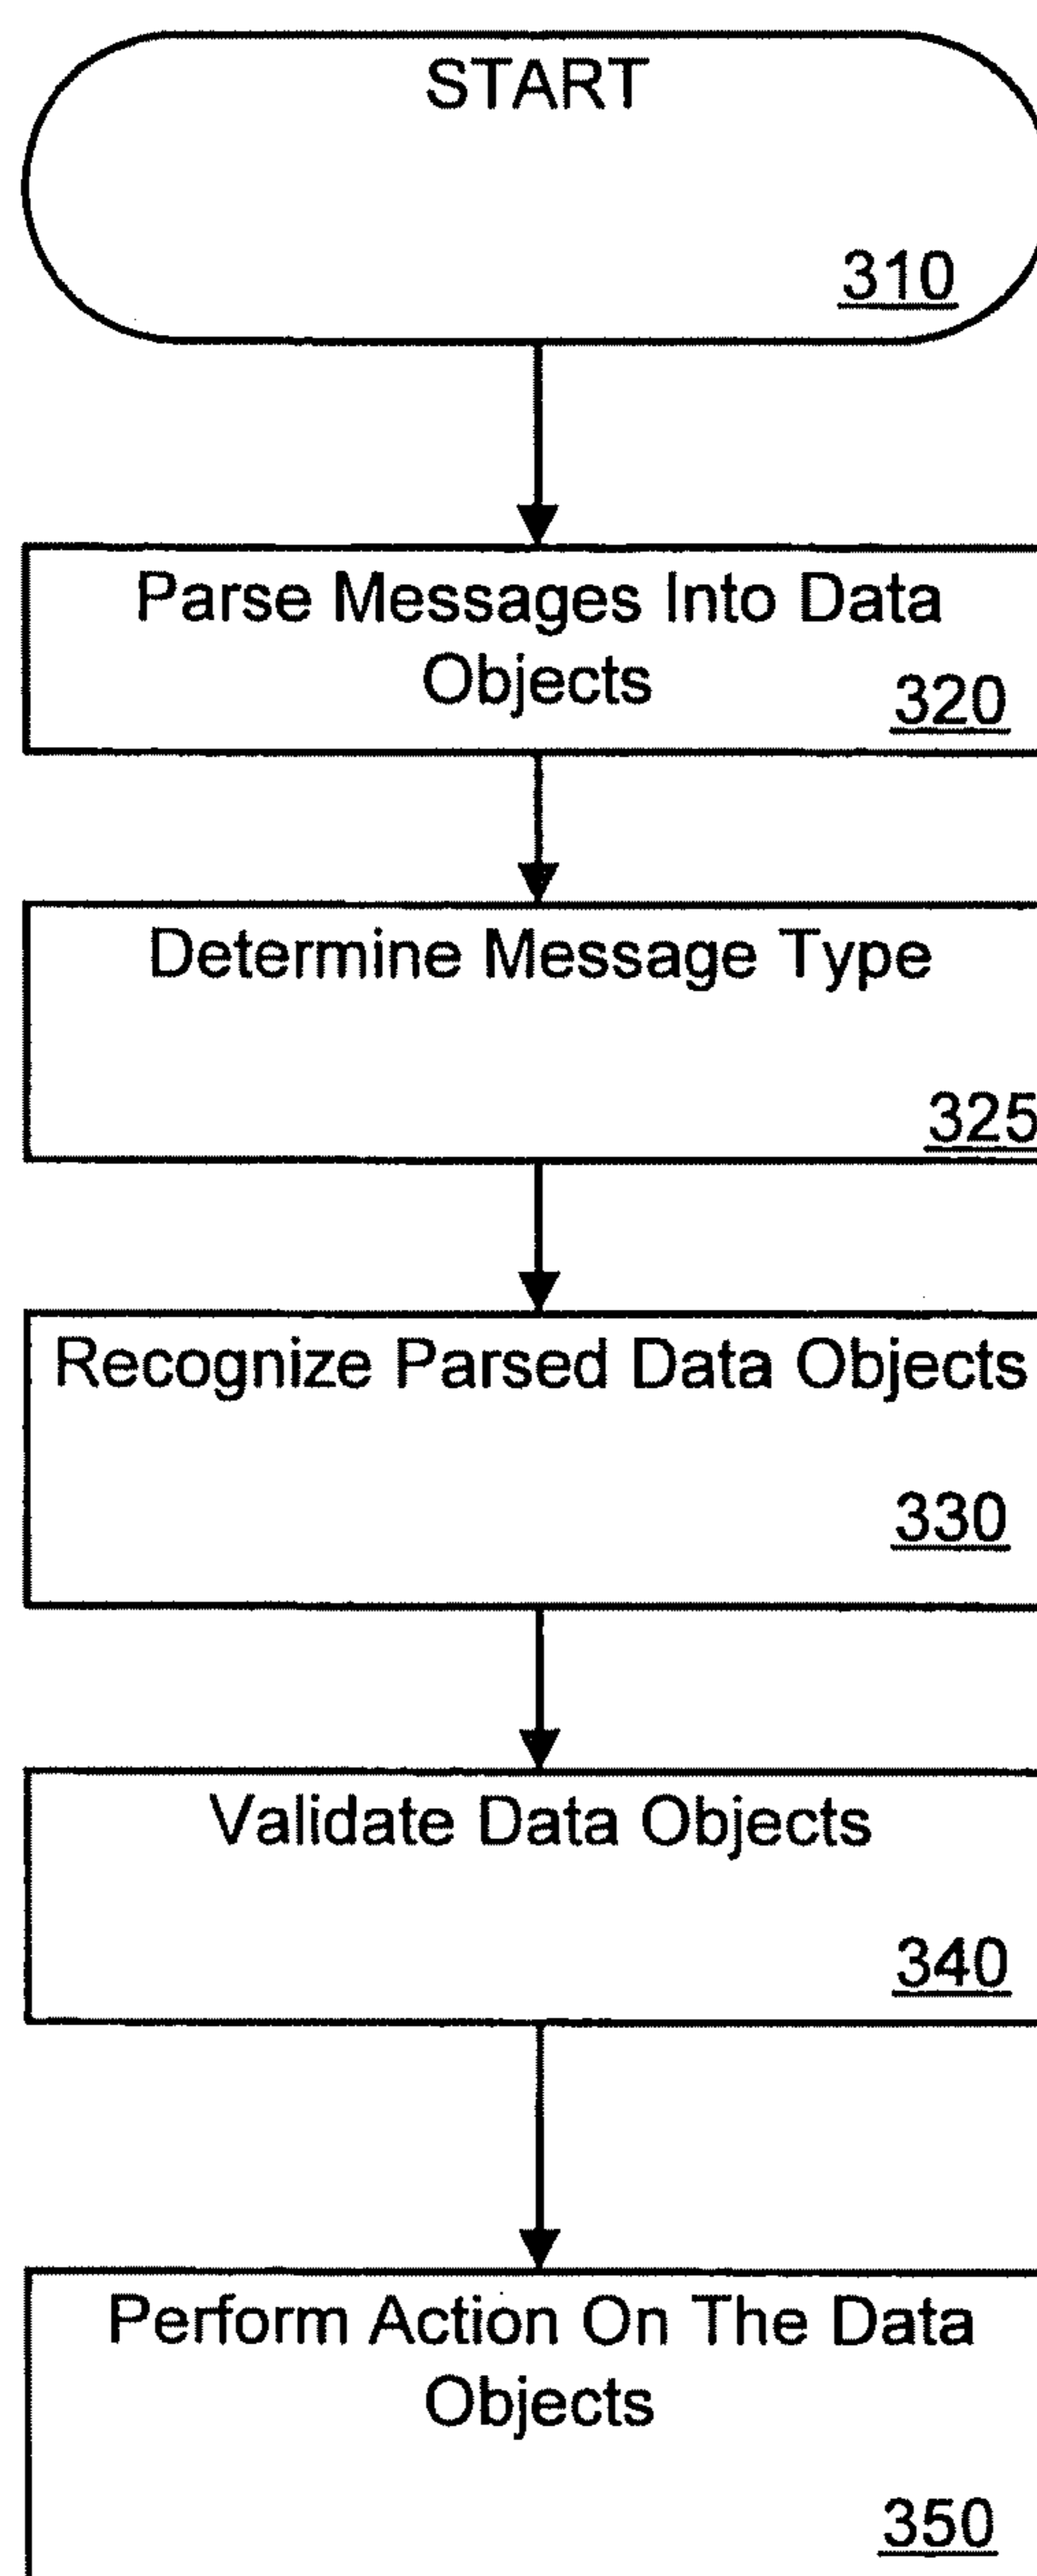 START
310
Parse Messages Into Data
Objects
320
Determine Message Type
325
Recognize Parsed Data Objects
330
Validate Data Objects
340
Perform Action On The Data
Objects
350